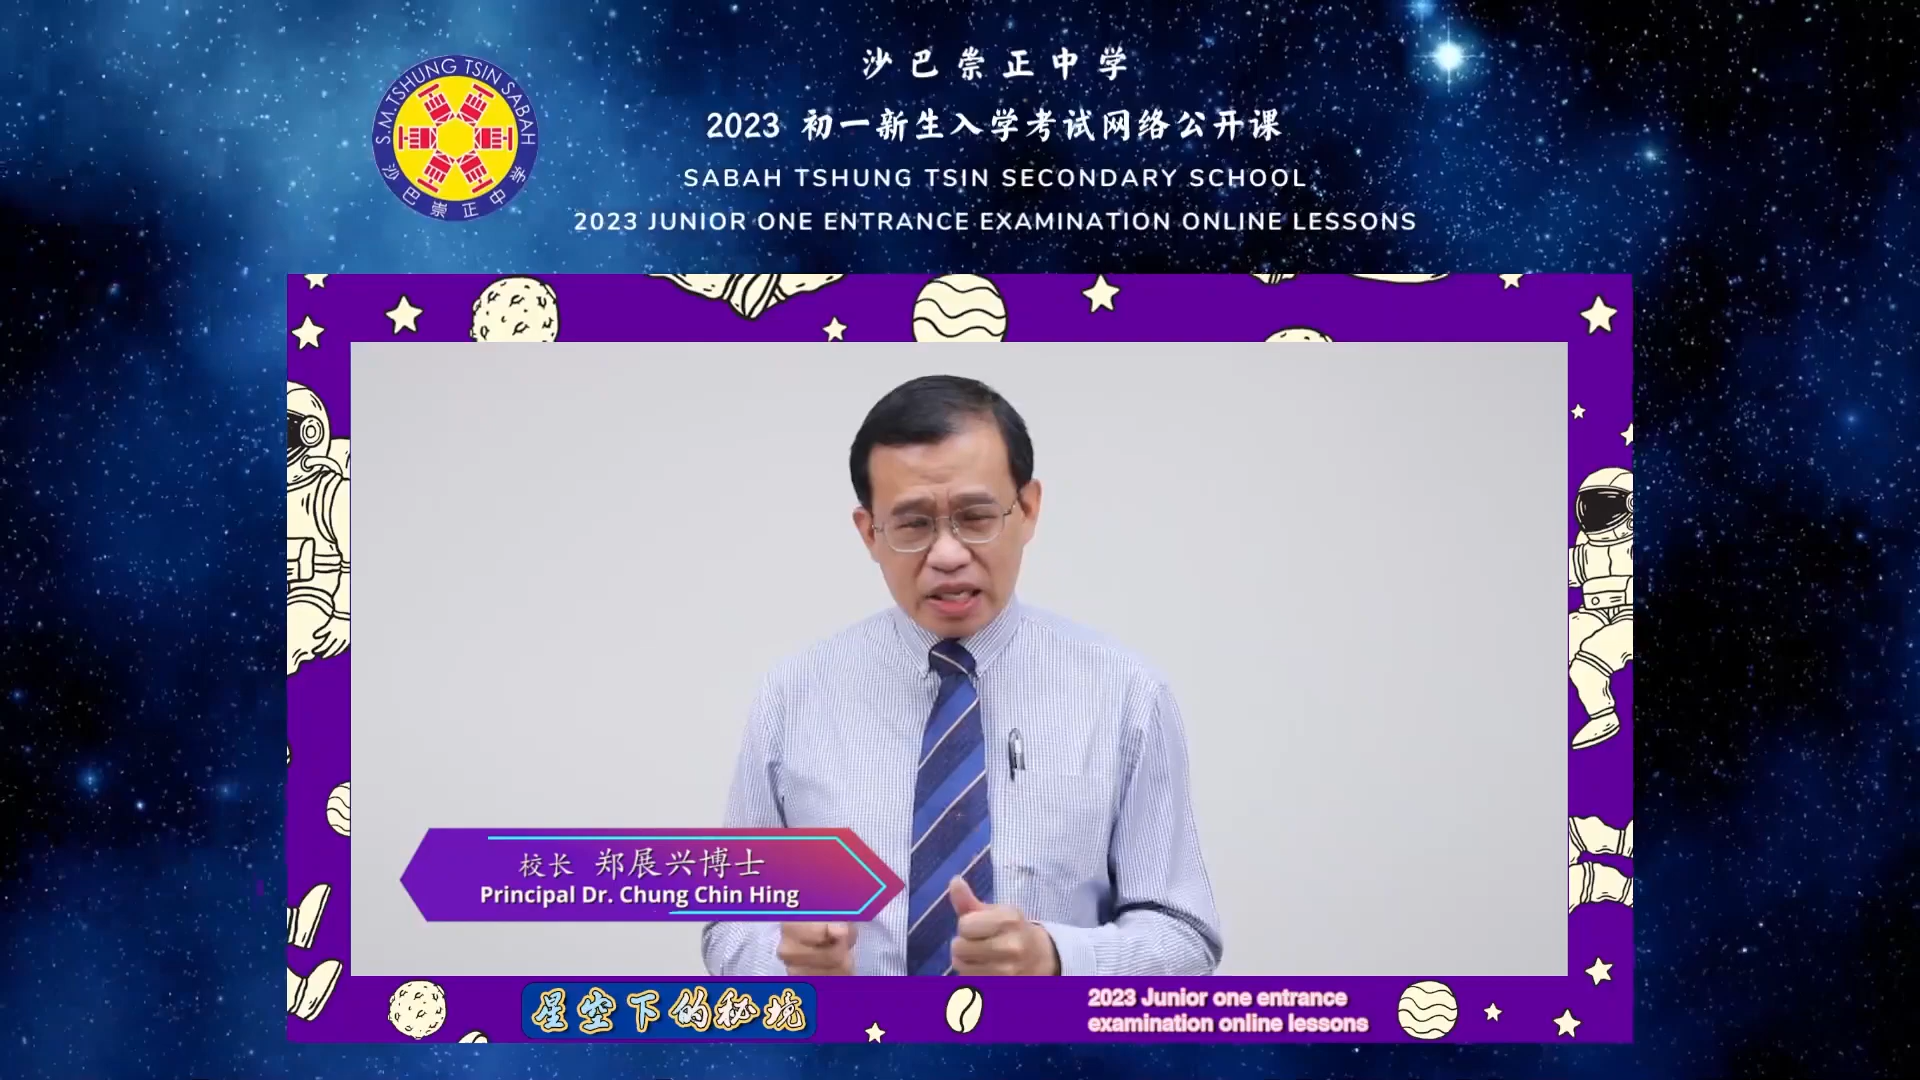 沙巴崇正中学
2023 初一新生入学考试网络公开课
SABAH TSHUNG TSIN SECONDARY SCHOOL
2023 JUNIOR ONE ENTRANCE EXAMINATION ONLINE LESSONS
S.M. TSHUNG TSIN SABAH
沙巴崇正中学
校长 郑展兴博士
Principal Dr. Chung Chin Hing
星空下的秘境
2023 Junior one entrance
examination online lessons